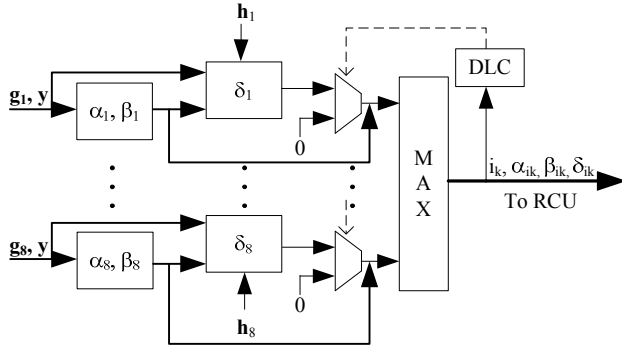 h₁
DLC
g₁, y
α₁, β₁
δ₁
0
M
A
X
iₖ, αᵢₖ, βᵢₖ, δᵢₖ
To RCU
g₈, y
α₈, β₈
δ₈
0
h₈